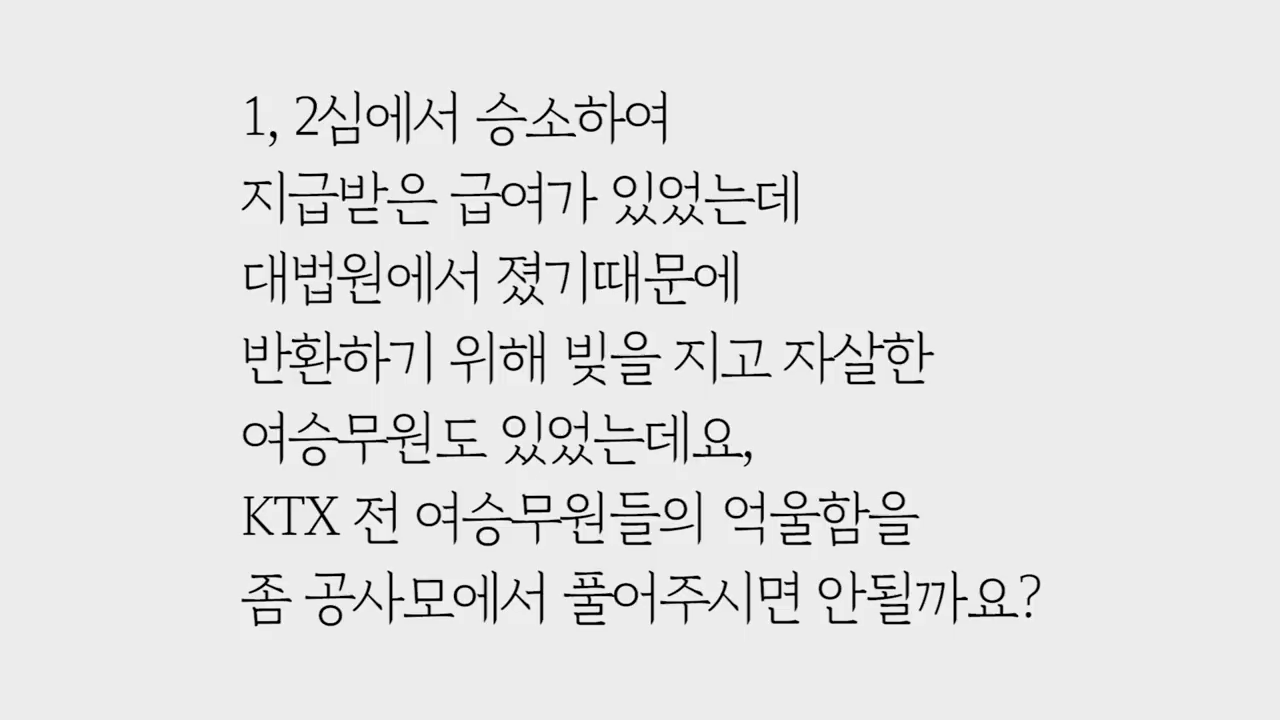 1, 2심에서 승소하여
지급받은 급여가 있었는데
대법원에서 졌기때문에
반환하기 위해 빚을 지고 자살한
여승무원도 있었는데요,
KTX 전 여승무원들의 억울함을
좀 공사모에서 풀어주시면 안될까요?